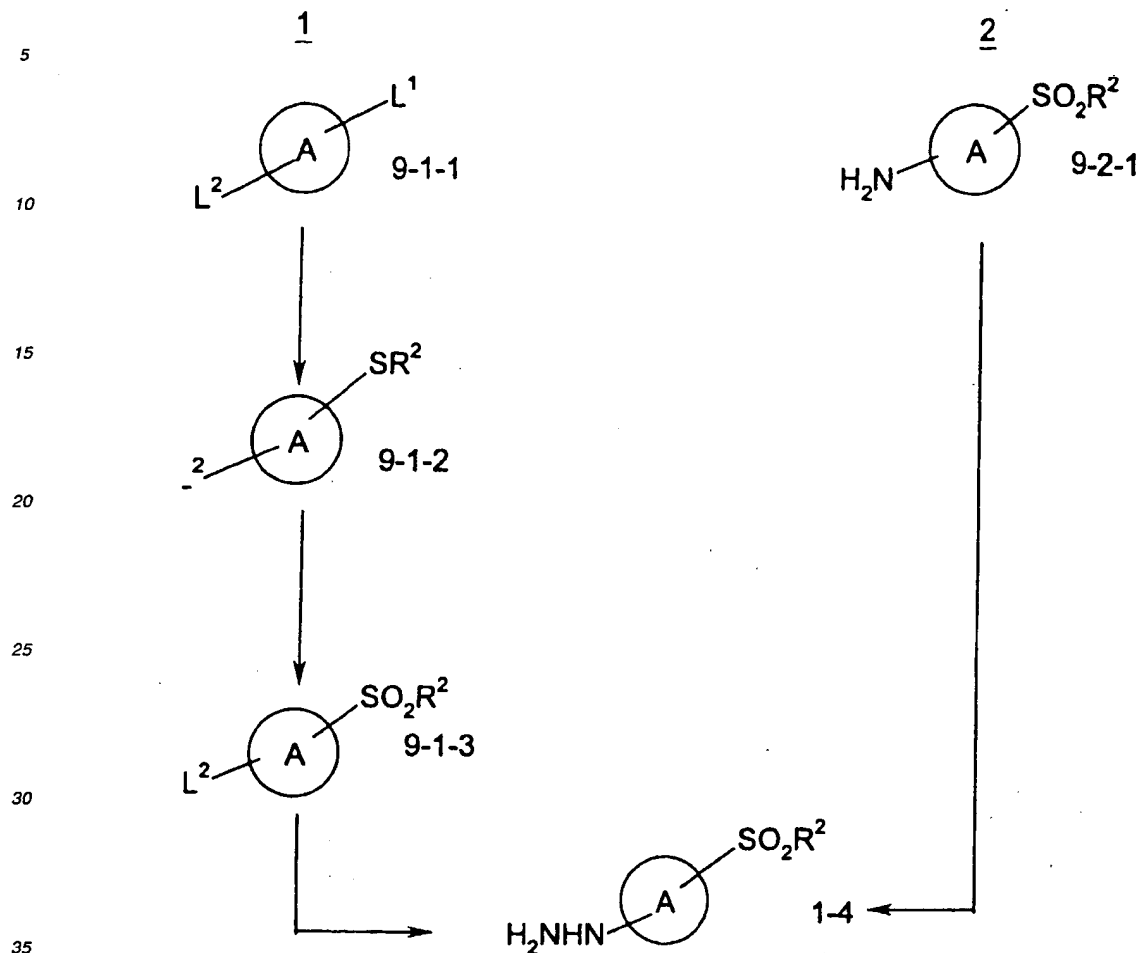 1
2
5
L¹
SO₂R²
A
9-1-1
A
9-2-1
L²
H₂N
10
15
SR²
A
9-1-2
-²
20
25
SO₂R²
A
9-1-3
L²
30
SO₂R²
A
1-4
H₂NHN
35